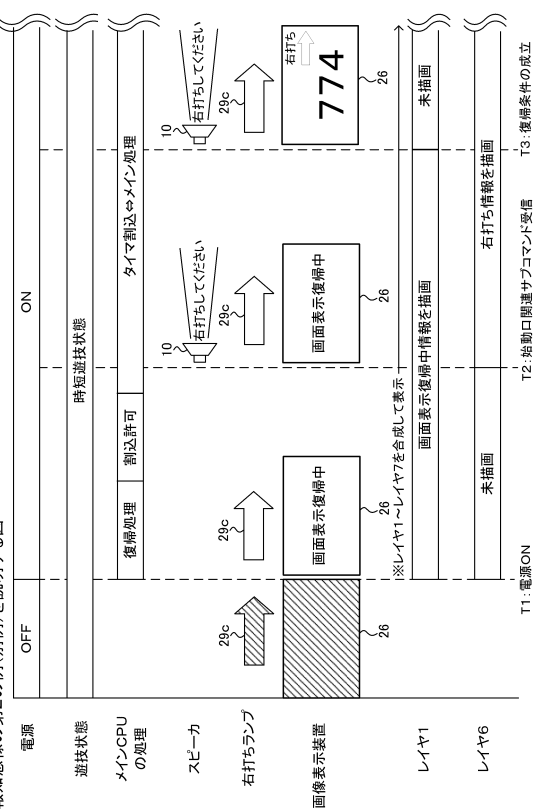 電源
OFF
ON
遊技状態
時短遊技状態
メインCPU
の処理
復帰処理
割込許可
タイマ割込⇔メイン処理
スピーカ
10
右打ちしてください
10
右打ちしてください
右打ちランプ
29c
29c
29c
29c
画像表示装置
26
画面表示復帰中
26
画面表示復帰中
26
右打ち
774
26
※レイヤ1～レイヤ7を合成して表示
レイヤ1
画面表示復帰中情報を描画
未描画
レイヤ6
未描画
右打ち情報を描画
T1:電源ON
T2:始動口関連サブコマンド受信
T3:復帰条件の成立